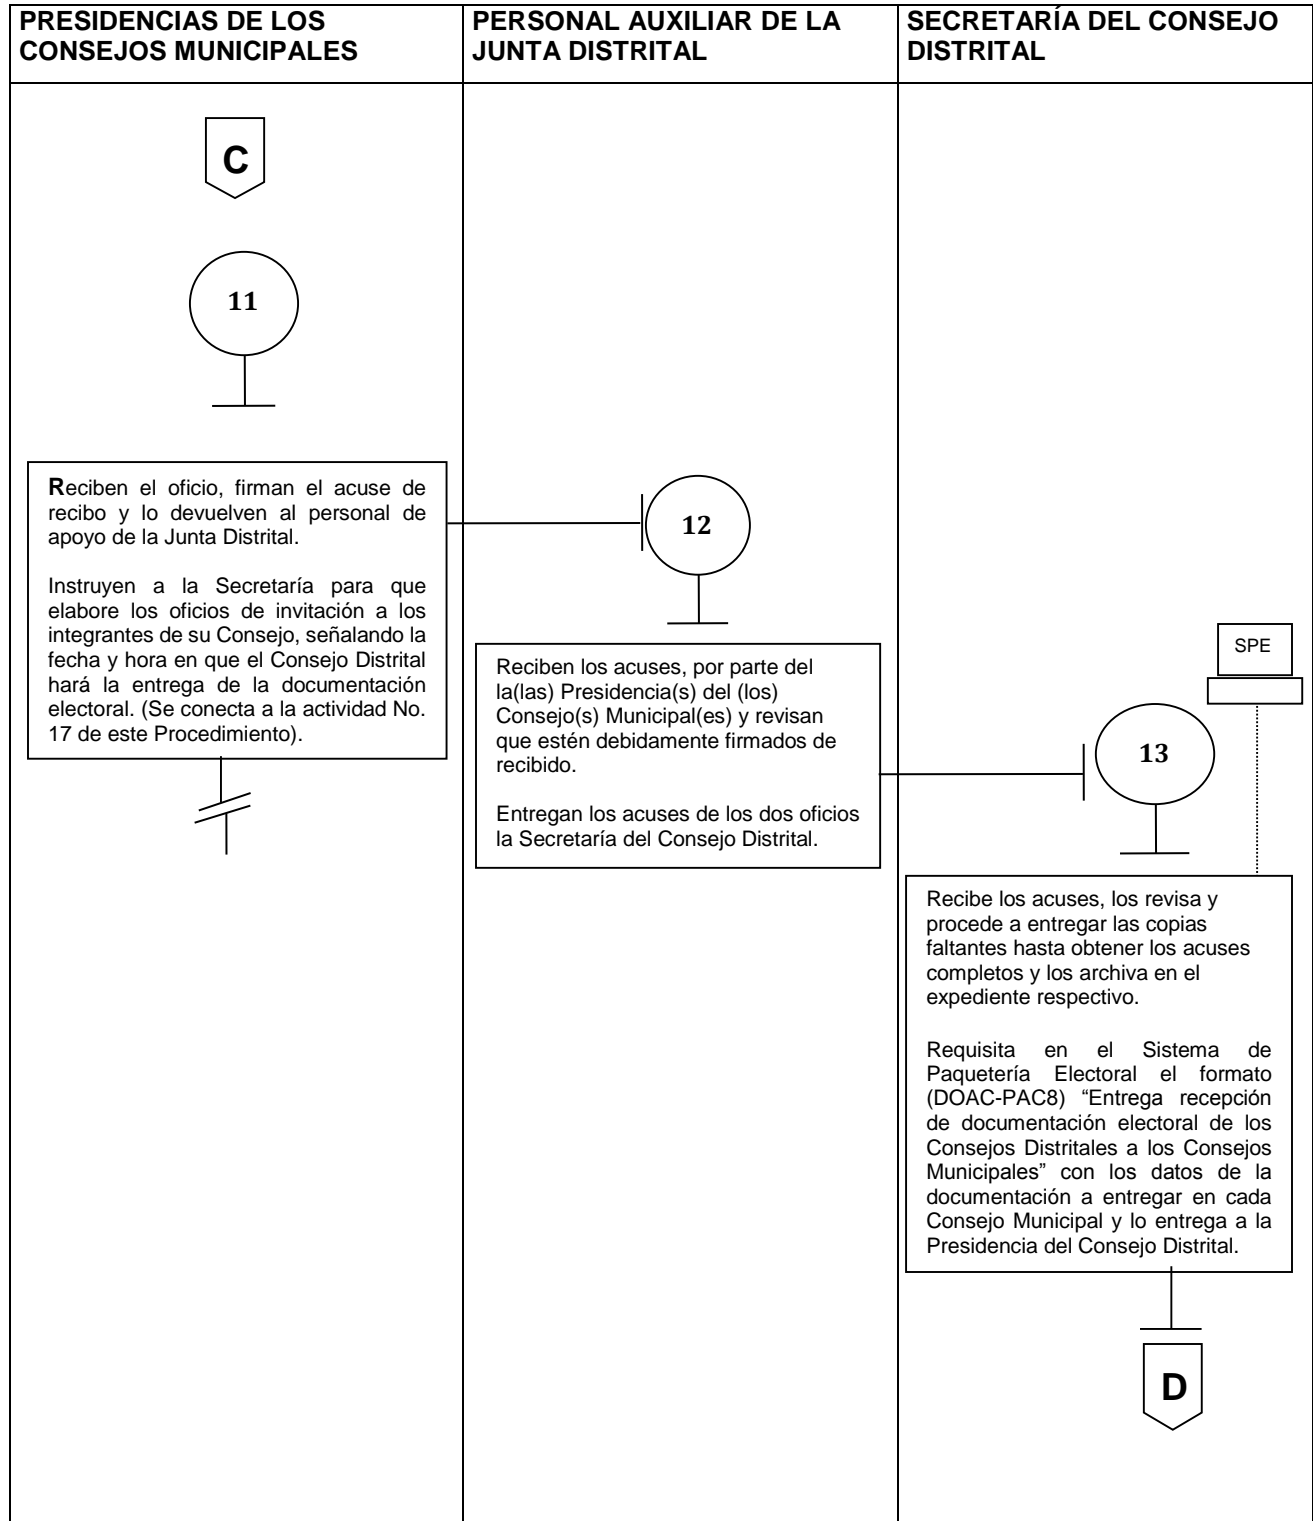 PRESIDENCIAS DE LOS
CONSEJOS MUNICIPALES
PERSONAL AUXILIAR DE LA
JUNTA DISTRITAL
SECRETARÍA DEL CONSEJO
DISTRITAL
C
11
Reciben el oficio, firman el acuse de
recibo y lo devuelven al personal de
apoyo de la Junta Distrital.
Instruyen a la Secretaría para que
elabore los oficios de invitación a los
integrantes de su Consejo, señalando la
fecha y hora en que el Consejo Distrital
hará la entrega de la documentación
electoral. (Se conecta a la actividad No.
17 de este Procedimiento).
12
Reciben los acuses, por parte del
la(las) Presidencia(s) del (los)
Consejo(s) Municipal(es) y revisan
que estén debidamente firmados de
recibido.
Entregan los acuses de los dos oficios
la Secretaría del Consejo Distrital.
SPE
13
Recibe los acuses, los revisa y
procede a entregar las copias
faltantes hasta obtener los acuses
completos y los archiva en el
expediente respectivo.
Requisita en el Sistema de
Paquetería Electoral el formato
(DOAC-PAC8) “Entrega recepción
de documentación electoral de los
Consejos Distritales a los Consejos
Municipales” con los datos de la
documentación a entregar en cada
Consejo Municipal y lo entrega a la
Presidencia del Consejo Distrital.
D